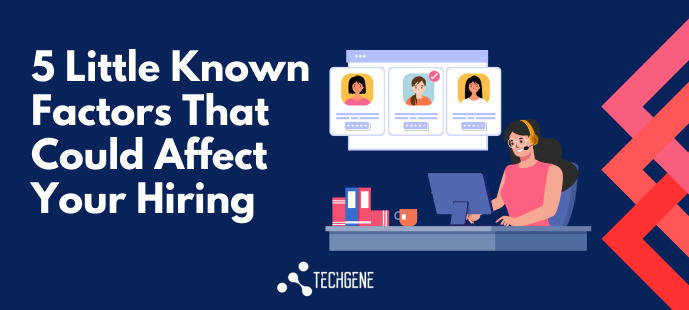 5 Little Known
Factors That
Could Affect
Your Hiring
TECHGENE